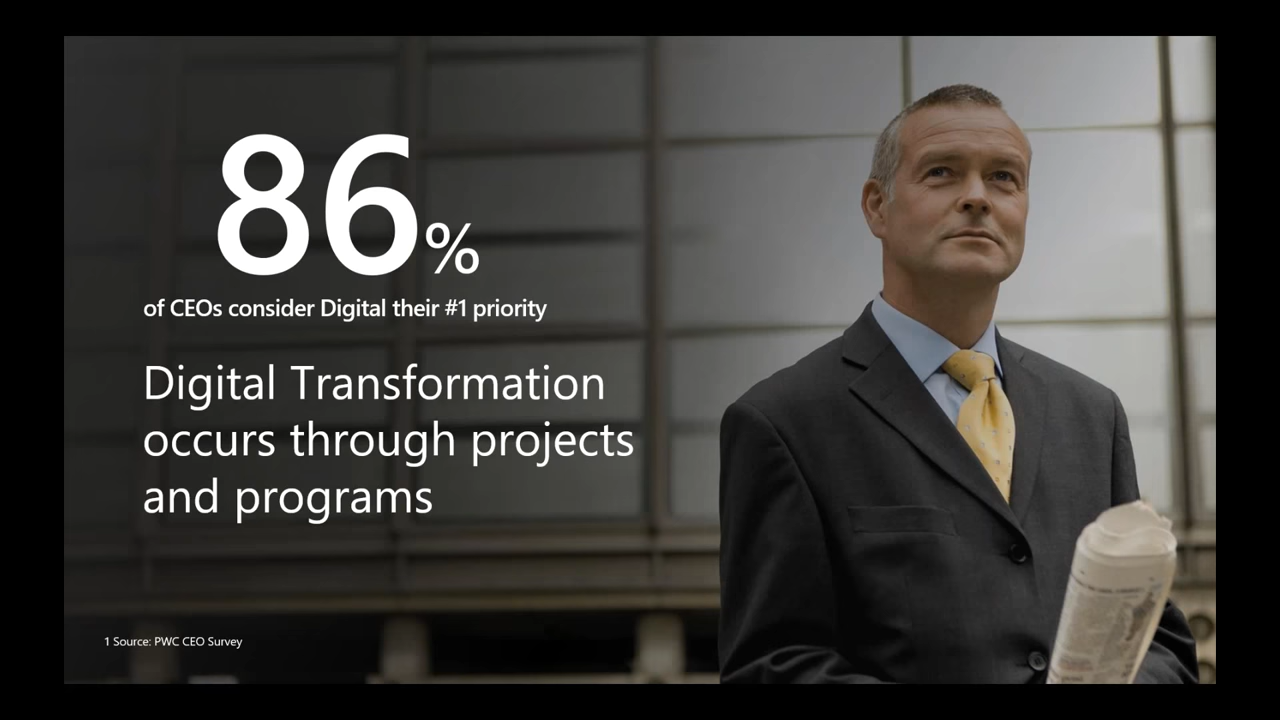 86%
of CEOs consider Digital their #1 priority
Digital Transformation
occurs through projects
and programs
1 Source: PWC CEO Survey